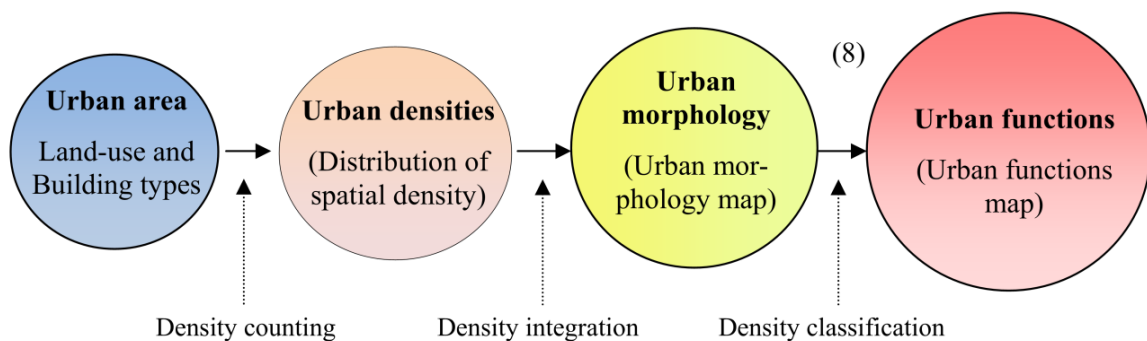 Urban area
Land-use and
Building types
Urban densities
(Distribution of
spatial density)
Urban
morphology
(Urban mor-
phology map)
(8)
Urban functions
(Urban functions
map)
Density counting
Density integration
Density classification